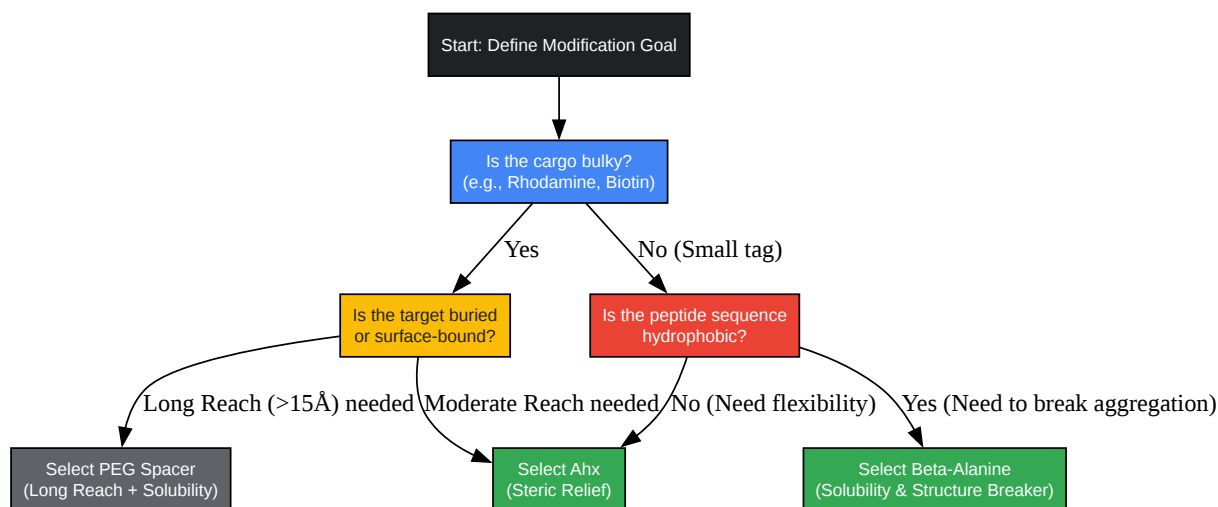 Start: Define Modification Goal
Is the cargo bulky?
(e.g., Rhodamine, Biotin)
Yes
No (Small tag)
Is the target buried
or surface-bound?
Is the peptide sequence
hydrophobic?
Long Reach (>15Å) needed
Moderate Reach needed
No (Need flexibility)
Yes (Need to break aggregation)
Select PEG Spacer
(Long Reach + Solubility)
Select Ahx
(Steric Relief)
Select Beta-Alanine
(Solubility & Structure Breaker)